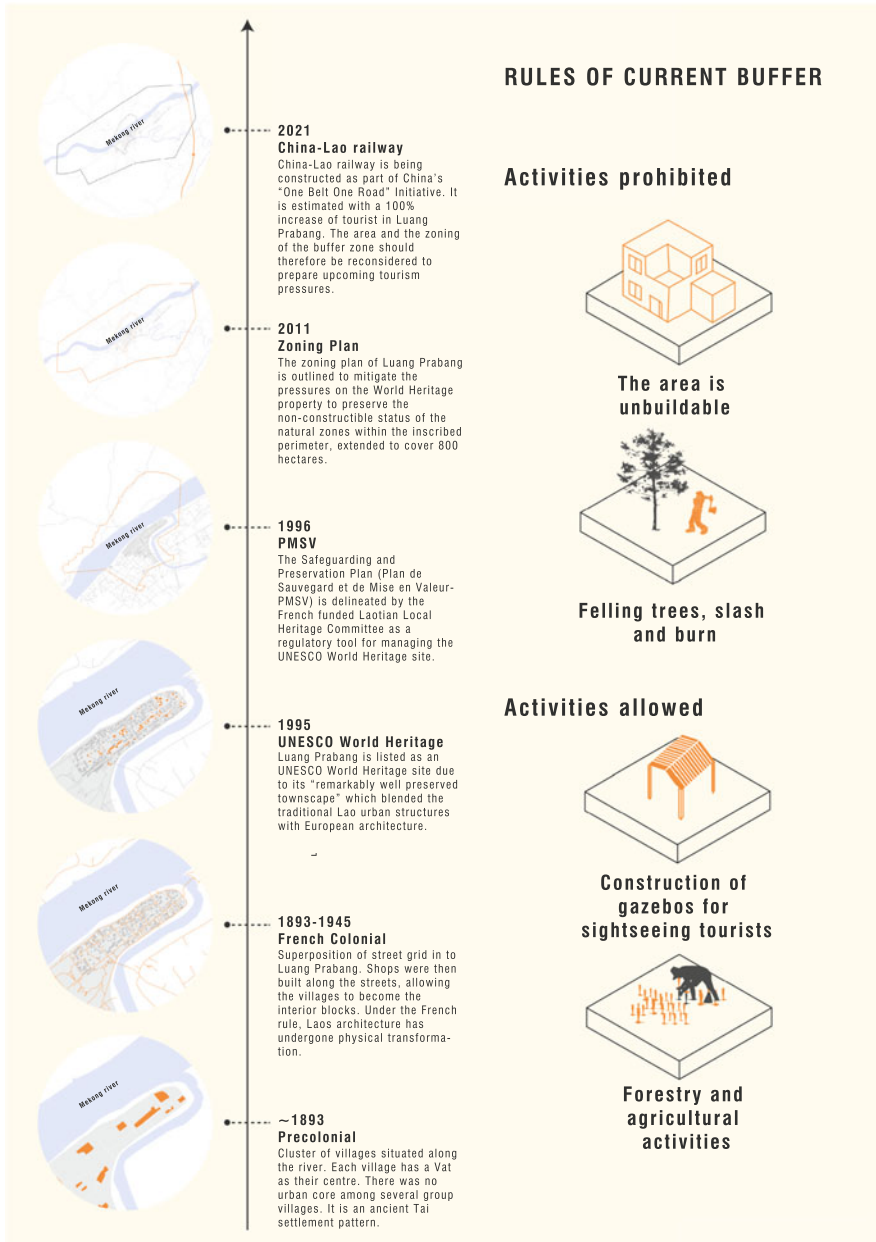 Mekong river
2021
China-Lao railway
China-Lao railway is being
constructed as part of China's
“One Belt One Road” Initiative. It
is estimated with a 100%
increase of tourist in Luang
Prabang. The area and the zoning
of the buffer zone should
therefore be reconsidered to
prepare upcoming tourism
pressures.
Mekong river
2011
Zoning Plan
The zoning plan of Luang Prabang
is outlined to mitigate the
pressures on the World Heritage
property to preserve the
non-constructible status of the
natural zones within the inscribed
perimeter, extended to cover 800
hectares.
Mekong river
1996
PMSV
The Safeguarding and
Preservation Plan (Plan de
Sauvegard et de Mise en Valeur-
PMSV) is delineated by the
French funded Laotian Local
Heritage Committee as a
regulatory tool for managing the
UNESCO World Heritage site.
Mekong river
1995
UNESCO World Heritage
Luang Prabang is listed as an
UNESCO World Heritage site due
to its “remarkably well preserved
townscape” which blended the
traditional Lao urban structures
with European architecture.
Mekong river
1893-1945
French Colonial
Superposition of street grid in to
Luang Prabang. Shops were then
built along the streets, allowing
the villages to become the
interior blocks. Under the French
rule, Laos architecture has
undergone physical transforma-
tion.
Mekong river
~1893
Precolonial
Cluster of villages situated along
the river. Each village has a Vat
as their centre. There was no
urban core among several group
villages. It is an ancient Tai
settlement pattern.
RULES OF CURRENT BUFFER
Activities prohibited
The area is
unbuildable
Felling trees, slash
and burn
Activities allowed
Construction of
gazebos for
sightseeing tourists
Forestry and
agricultural
activities